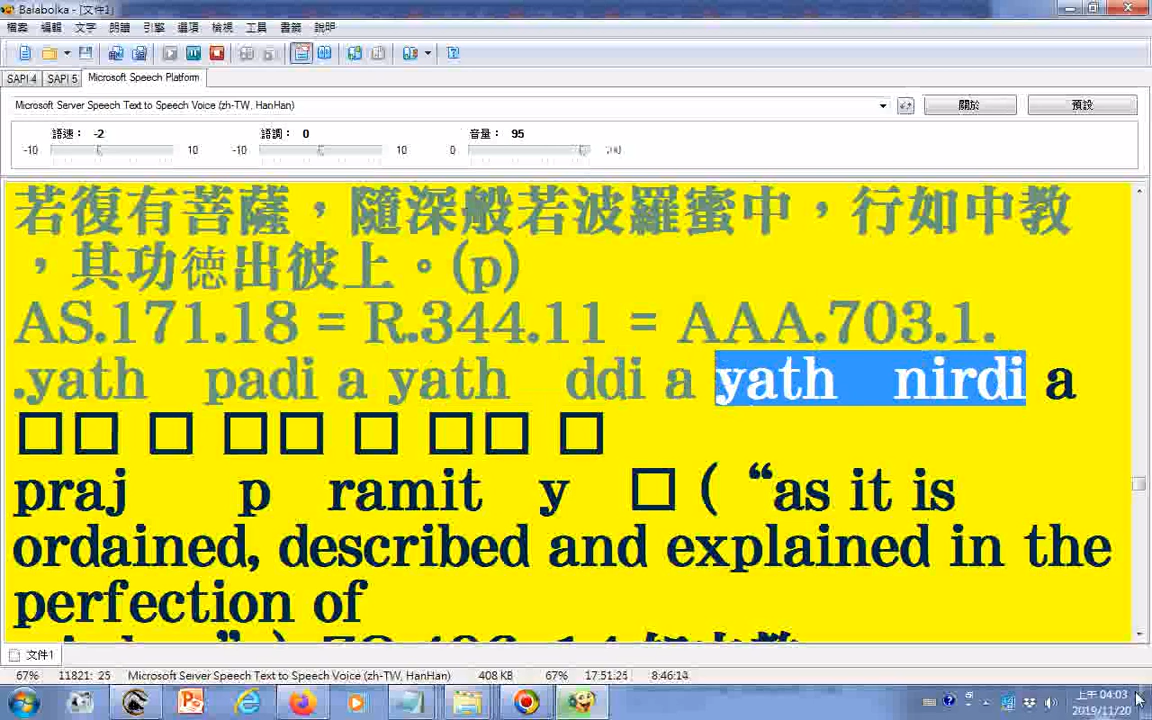 Balabolka - [文件1]
檔案 編輯 文字 朗讀 引擎 選項 檢視 工具 書籤 說明
SAPI 4 SAPI 5 Microsoft Speech Platform
Microsoft Server Speech Text to Speech Voice (zh-TW, HanHan) 關於 預設
語速： -2 語調： 0 音量： 95
-10 10 -10 10 0 100
若復有菩薩，隨深般若波羅蜜中，行如中教
，其功德出彼上。(p)
AS.171.18 = R.344.11 = AAA.703.1.
.yath padi a yath ddi a yath nirdi a
□□ □ □□ □ □□ □
praj p ramit y □ ( “as it is
ordained, described and explained in the
perfection of
文件1
67% 11821: 25 Microsoft Server Speech Text to Speech Voice (zh-TW, HanHan) 408 KB 67% 17:51:25 8:46:14
上午 04:03
2019/11/20